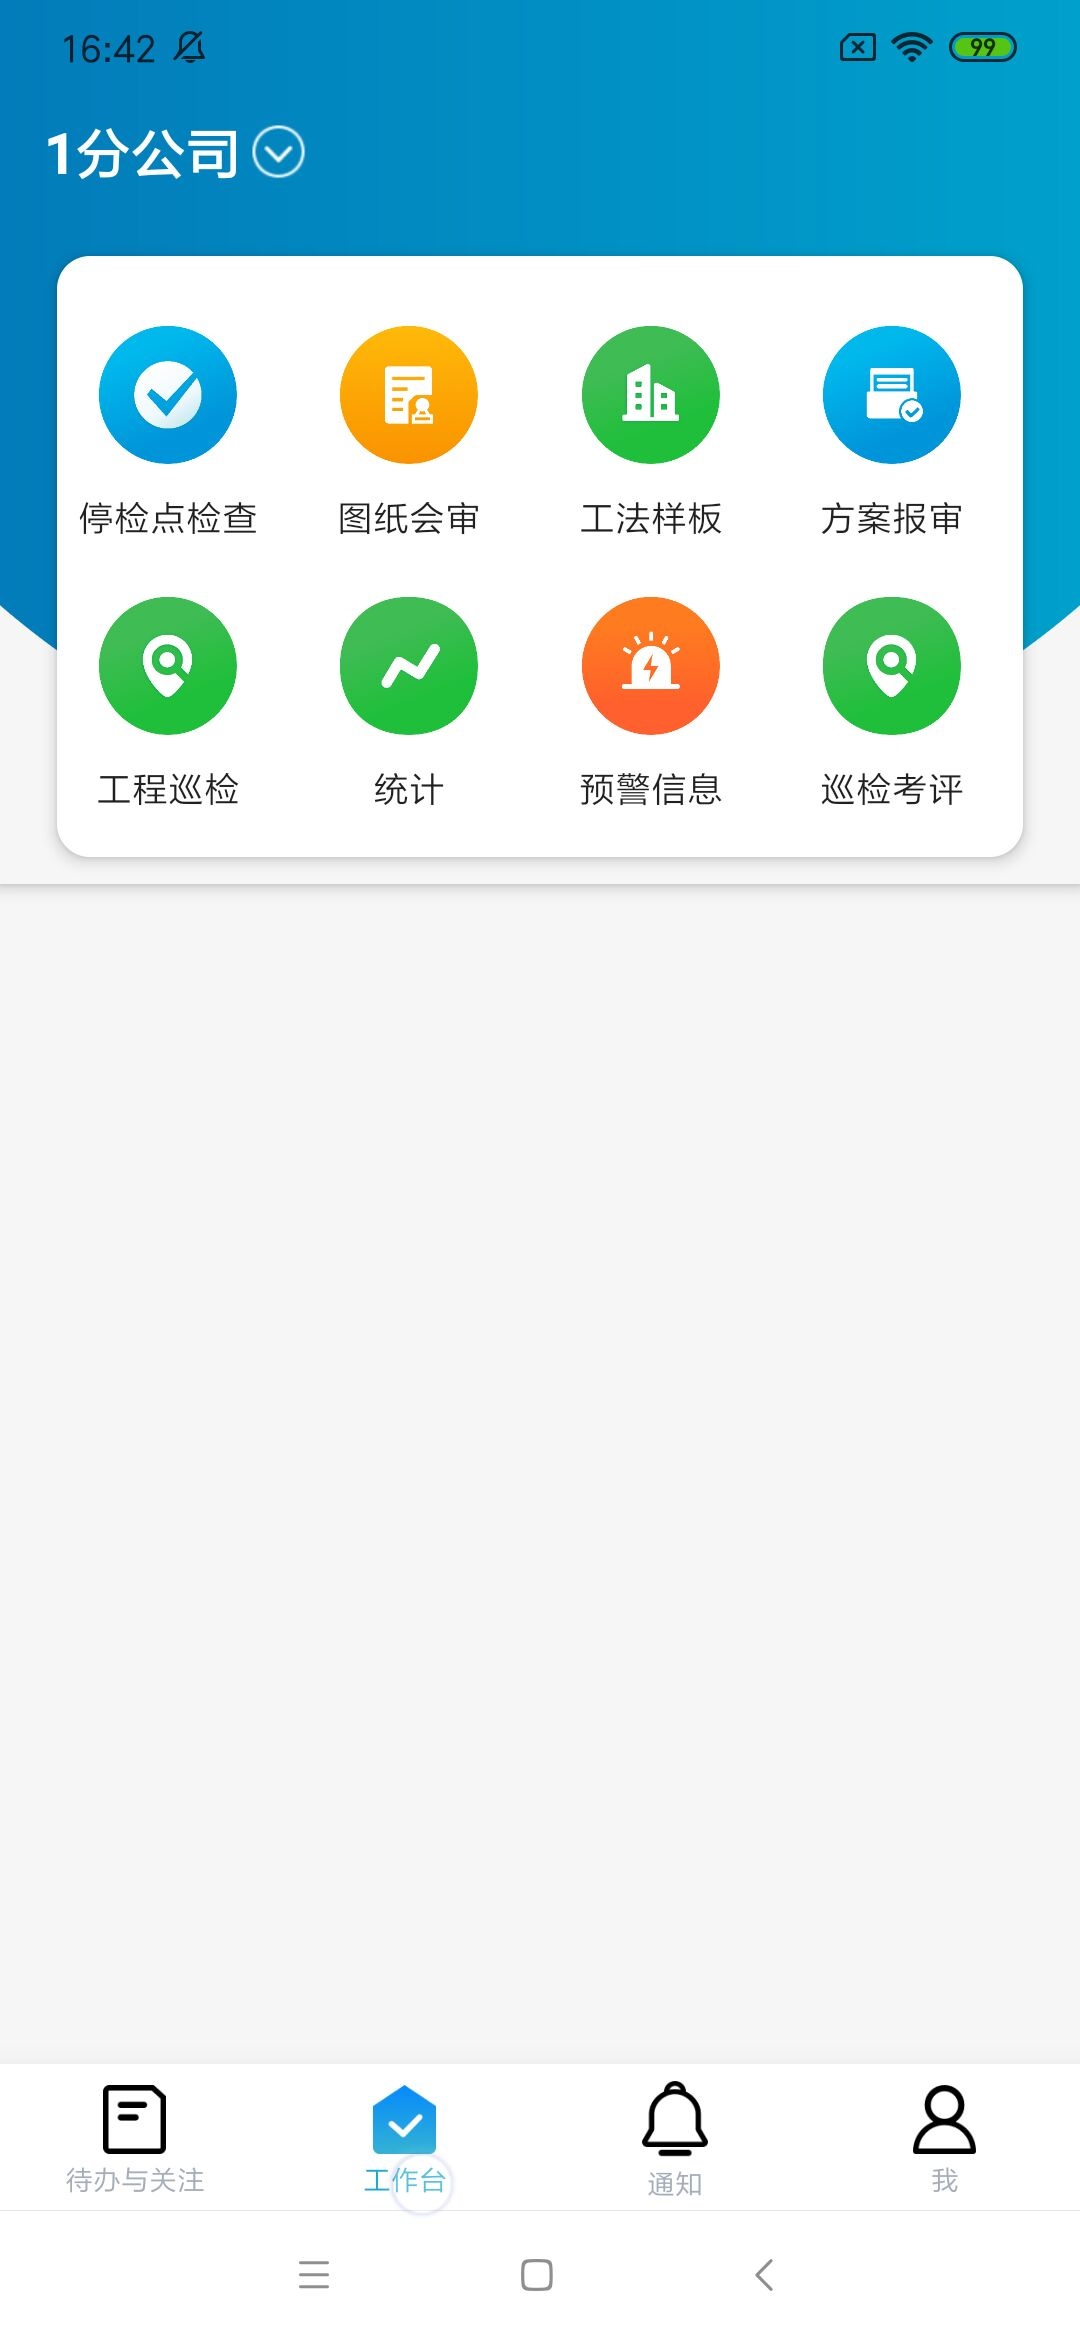 16:42
99
1分公司
停检点检查 图纸会审 工法样板 方案报审
工程巡检 统计 预警信息 巡检考评
待办与关注 工作台 通知 我